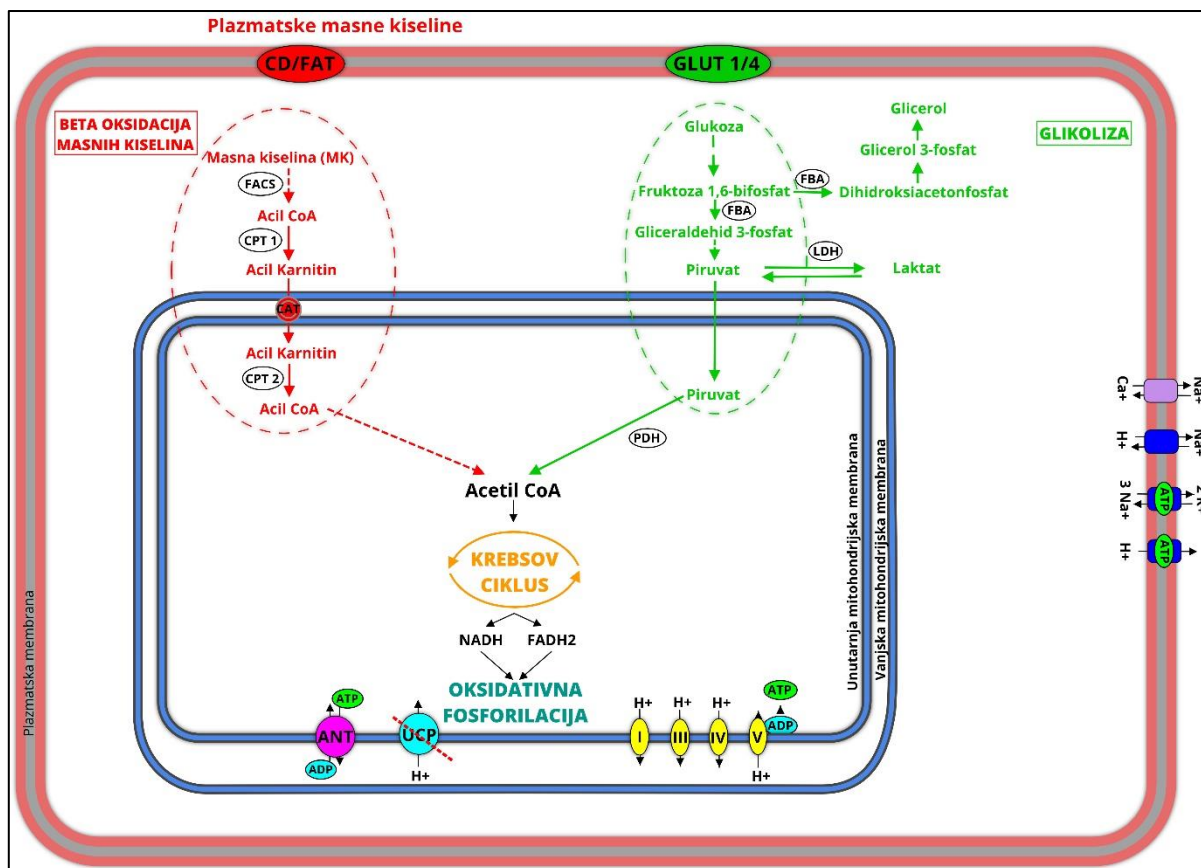 Plazmatske masne kiseline
CD/FAT
GLUT 1/4
BETA OKSIDACIJA
MASNIH KISELINA
GLIKOLIZA
Masna kiselina (MK)
FACS
Acil CoA
CPT 1
Acil Karnitin
CAT
Acil Karnitin
CPT 2
Acil CoA
Glukoza
Fruktoza 1,6-bifosfat
FBA
Dihidroksiacetonfosfat
Glicerol 3-fosfat
Glicerol
FBA
Gliceraldehid 3-fosfat
Piruvat
LDH
Laktat
Piruvat
PDH
Acetil CoA
KREBSOV
CIKLUS
NADH
FADH2
OKSIDATIVNA
FOSFORILACIJA
ATP
ANT
ADP
UCP
H+
H+
H+
H+
I
III
IV
V
ATP
ADP
H+
Unutarnja mitohondrijska membrana
Vanjska mitohondrijska membrana
Plazmatska membrana
Ca+
Na+
H+
Na+
3 Na+
ATP
2 K+
H+
ATP